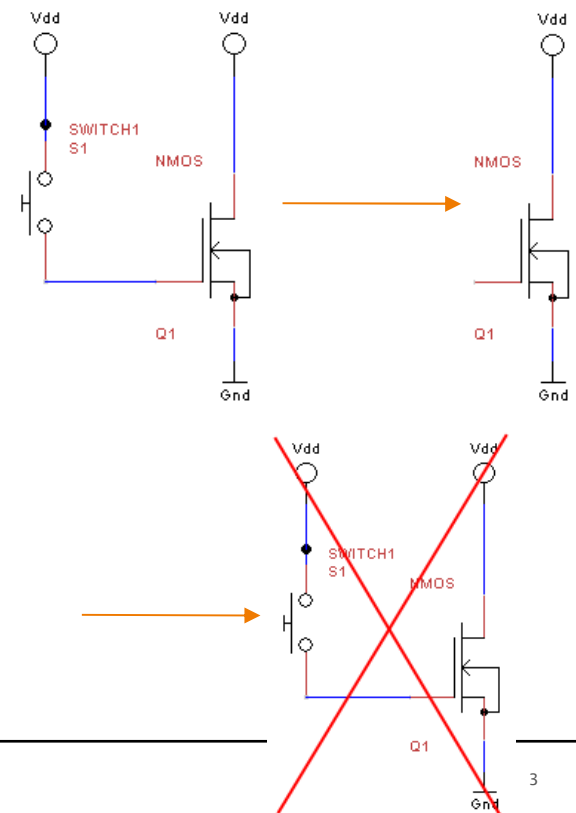 Vdd
Vdd
Vdd
SWITCH1
S1
NMOS
NMOS
Q1
Q1
Gnd
Gnd
Vdd
Vdd
SWITCH1
S1
NMOS
Q1
3
Gnd